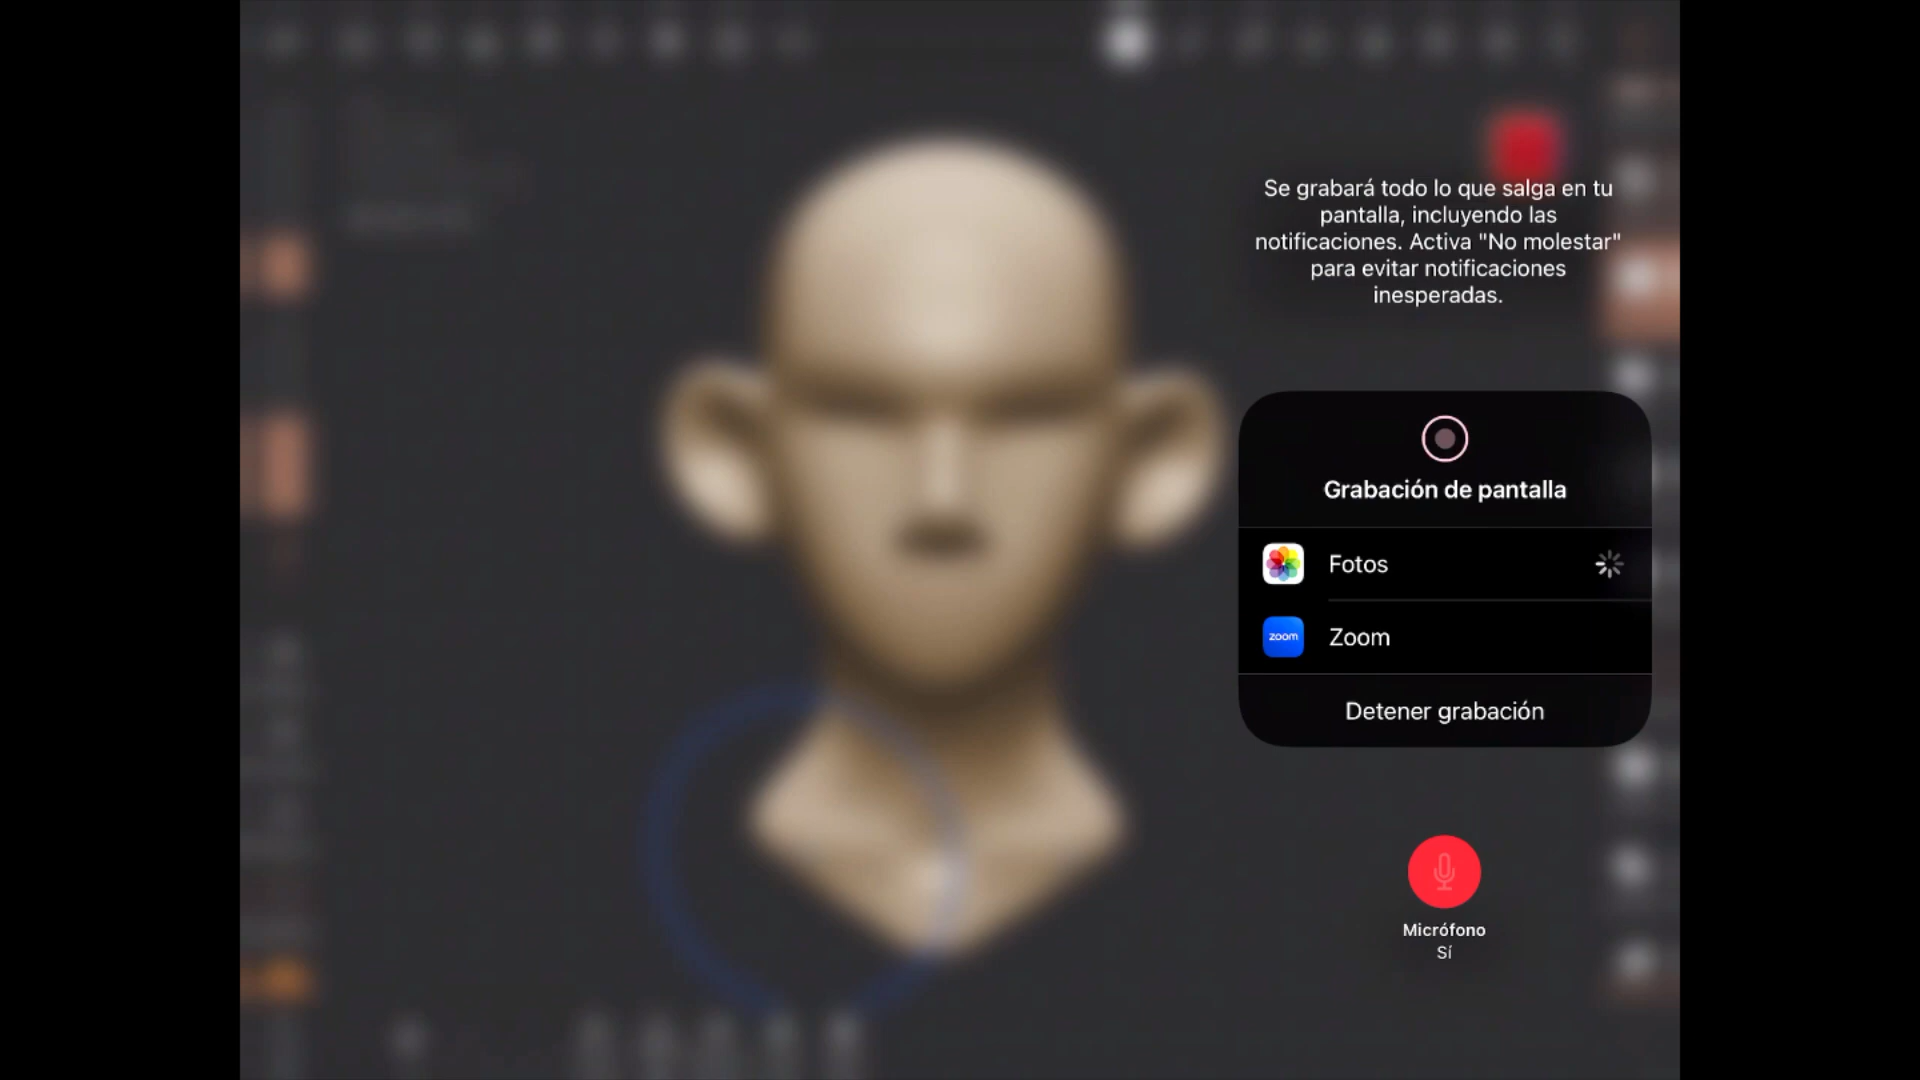 Se grabará todo lo que salga en tu
pantalla, incluyendo las
notificaciones. Activa "No molestar"
para evitar notificaciones
inesperadas.
Grabación de pantalla
Fotos
zoom
Zoom
Detener grabación
Micrófono
Sí